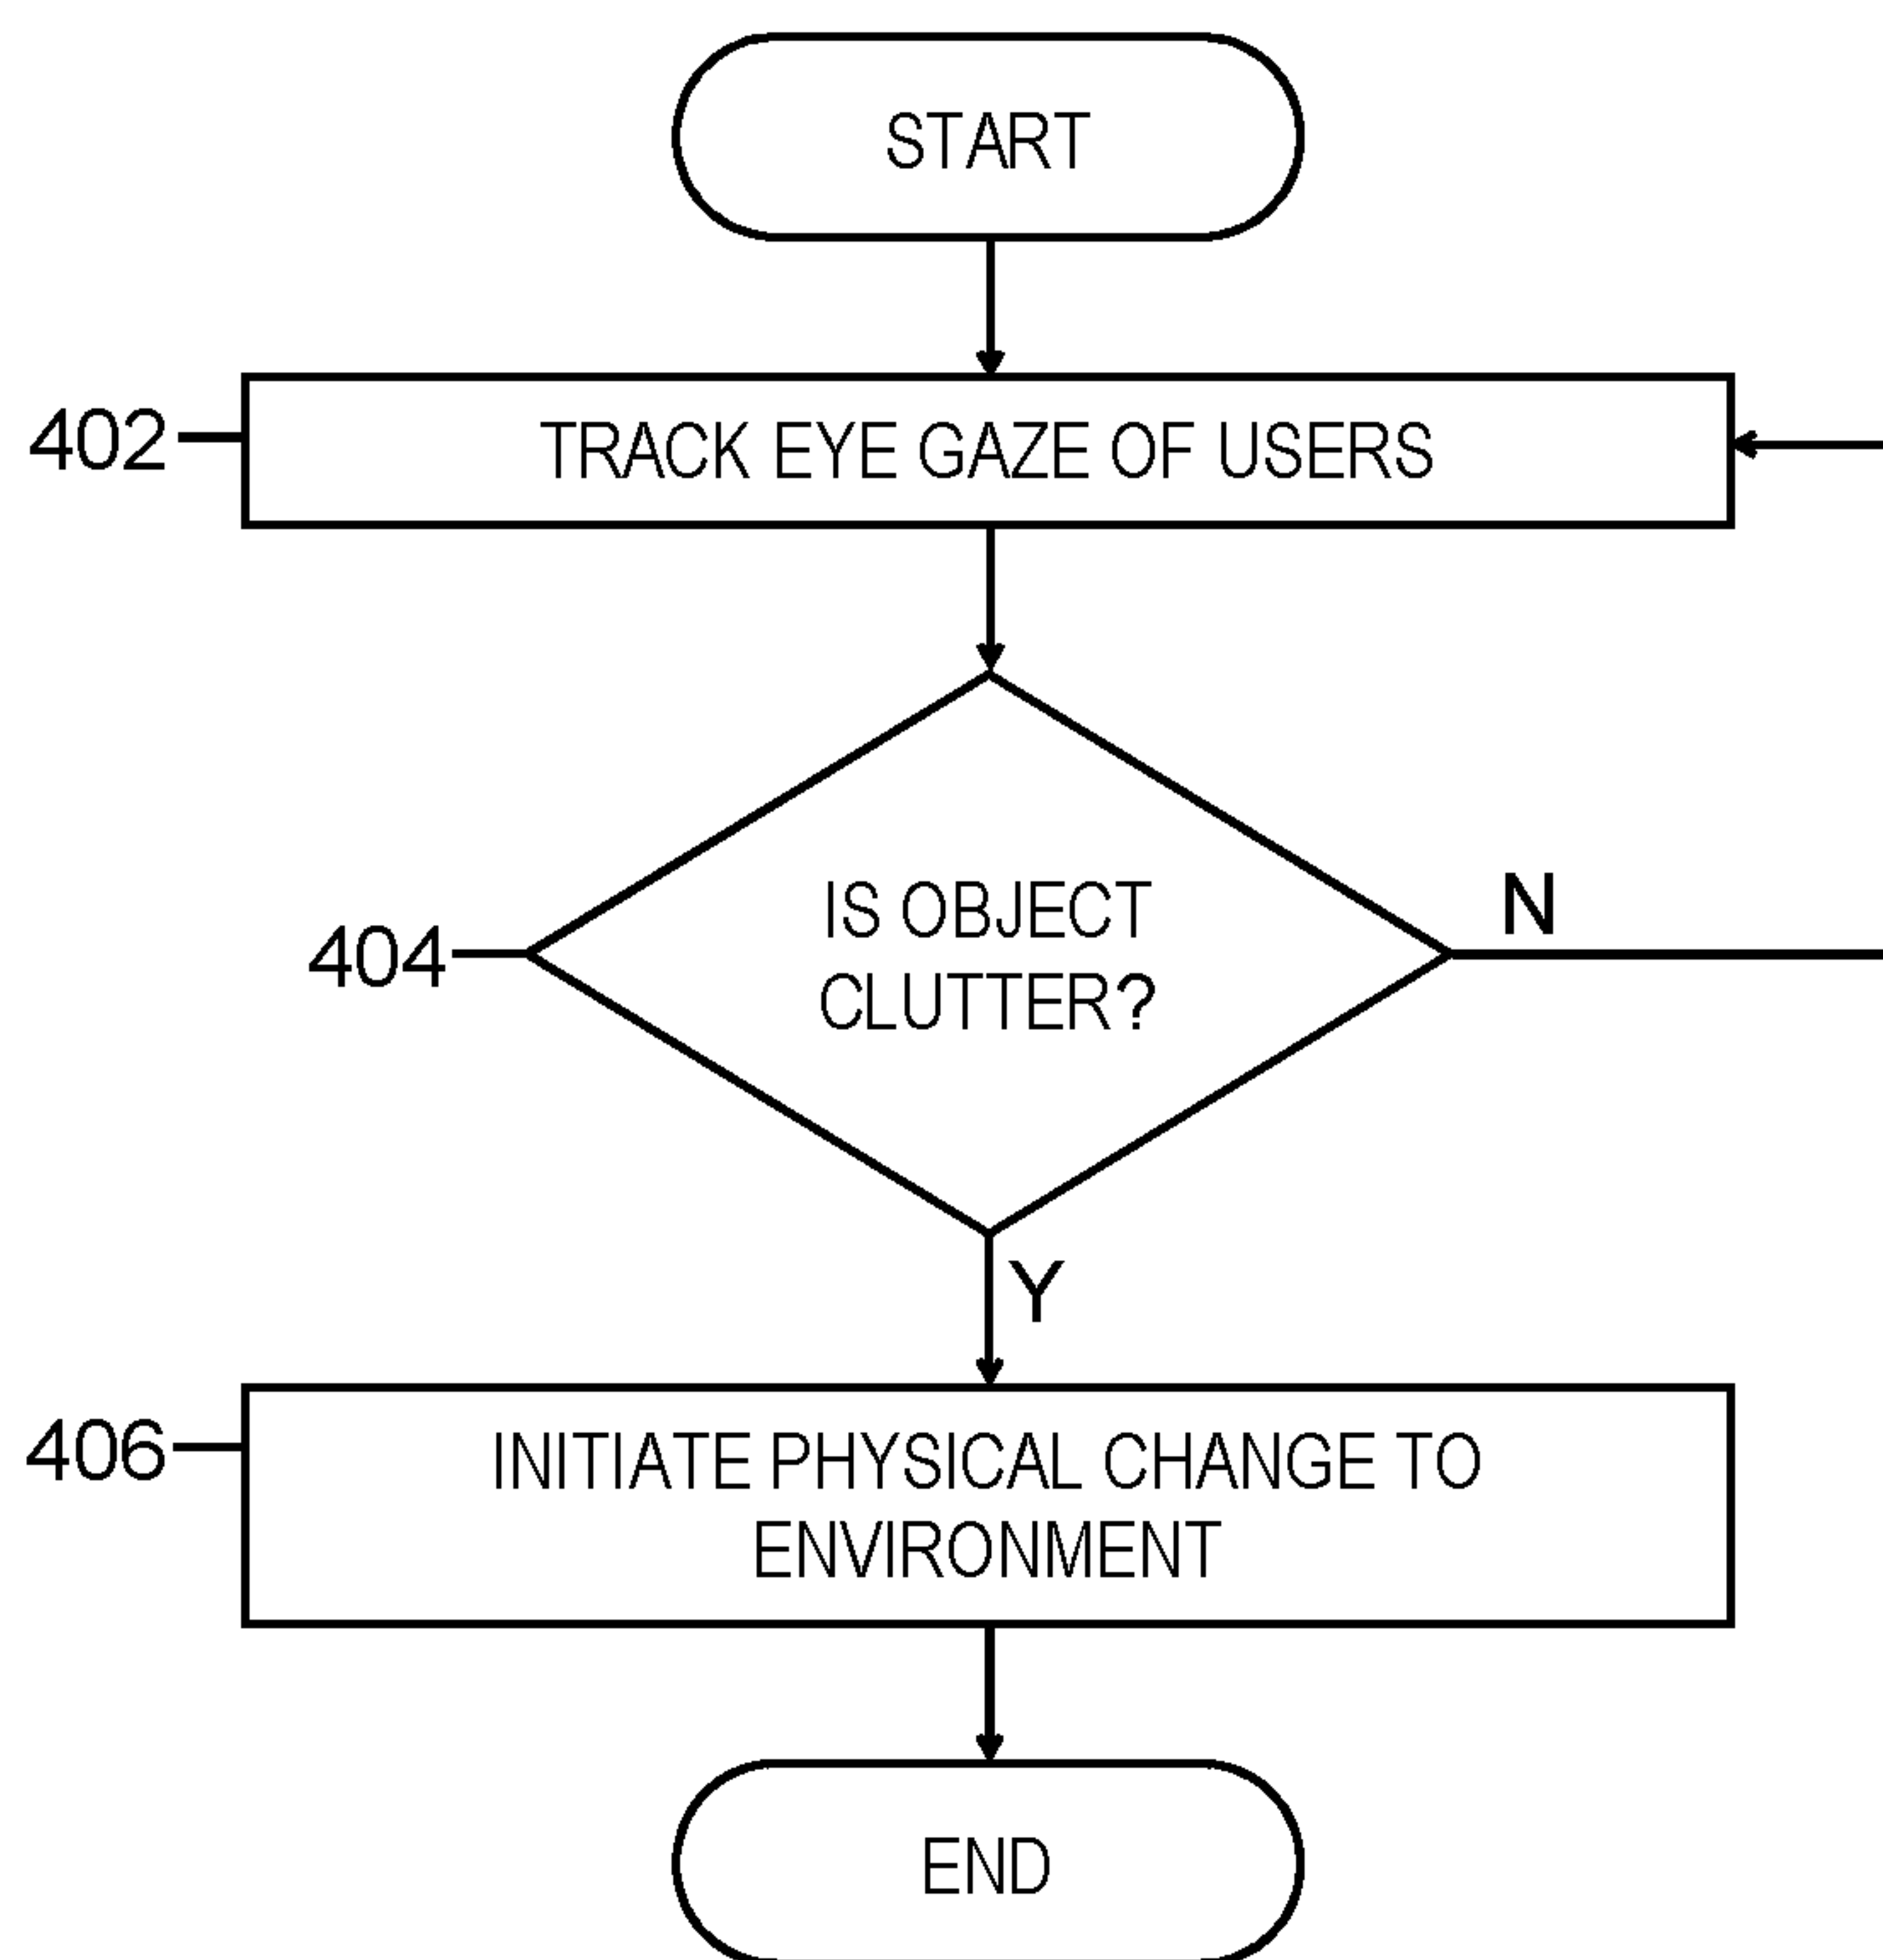 START
402
TRACK EYE GAZE OF USERS
404
IS OBJECT
CLUTTER?
N
Y
406
INITIATE PHYSICAL CHANGE TO
ENVIRONMENT
END